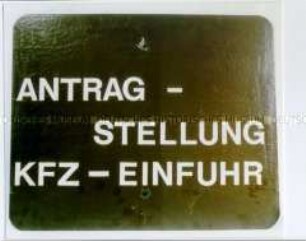 ANTRAG -
STELLUNG
KFZ - EINFUHR